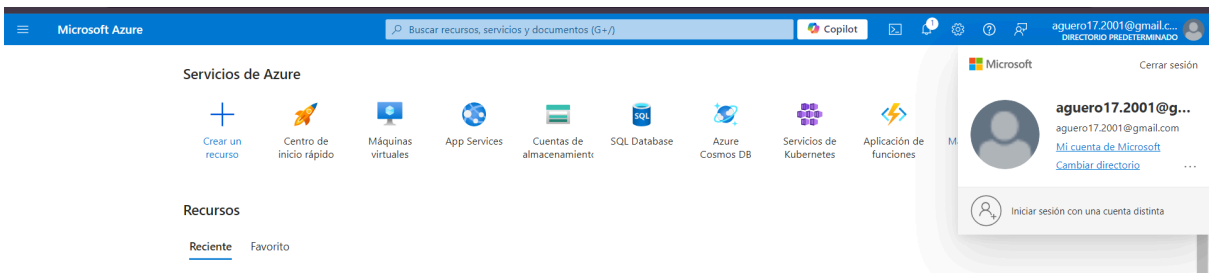 Microsoft Azure
Buscar recursos, servicios y documentos (G+/)
Copilot
1
aguero17.2001@gmail.c...
DIRECTORIO PREDETERMINADO
Microsoft
Cerrar sesión
aguero17.2001@g...
aguero17.2001@gmail.com
Mi cuenta de Microsoft
Cambiar directorio
...
Iniciar sesión con una cuenta distinta
Servicios de Azure
Crear un
recurso
Centro de
inicio rápido
Máquinas
virtuales
App Services
Cuentas de
almacenamiento
SQL
SQL Database
Azure
Cosmos DB
Servicios de
Kubernetes
Aplicación de
funciones
Recursos
Reciente
Favorito